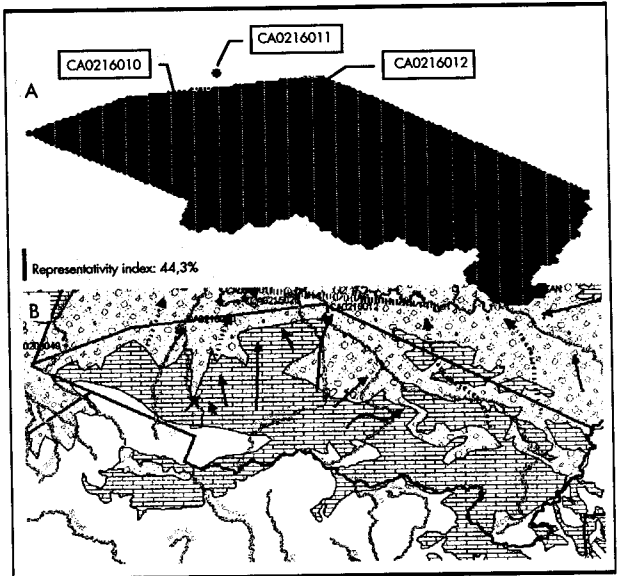 CA0216011
CA0216010
CA0216012
A
Representativity index: 44,3%
B